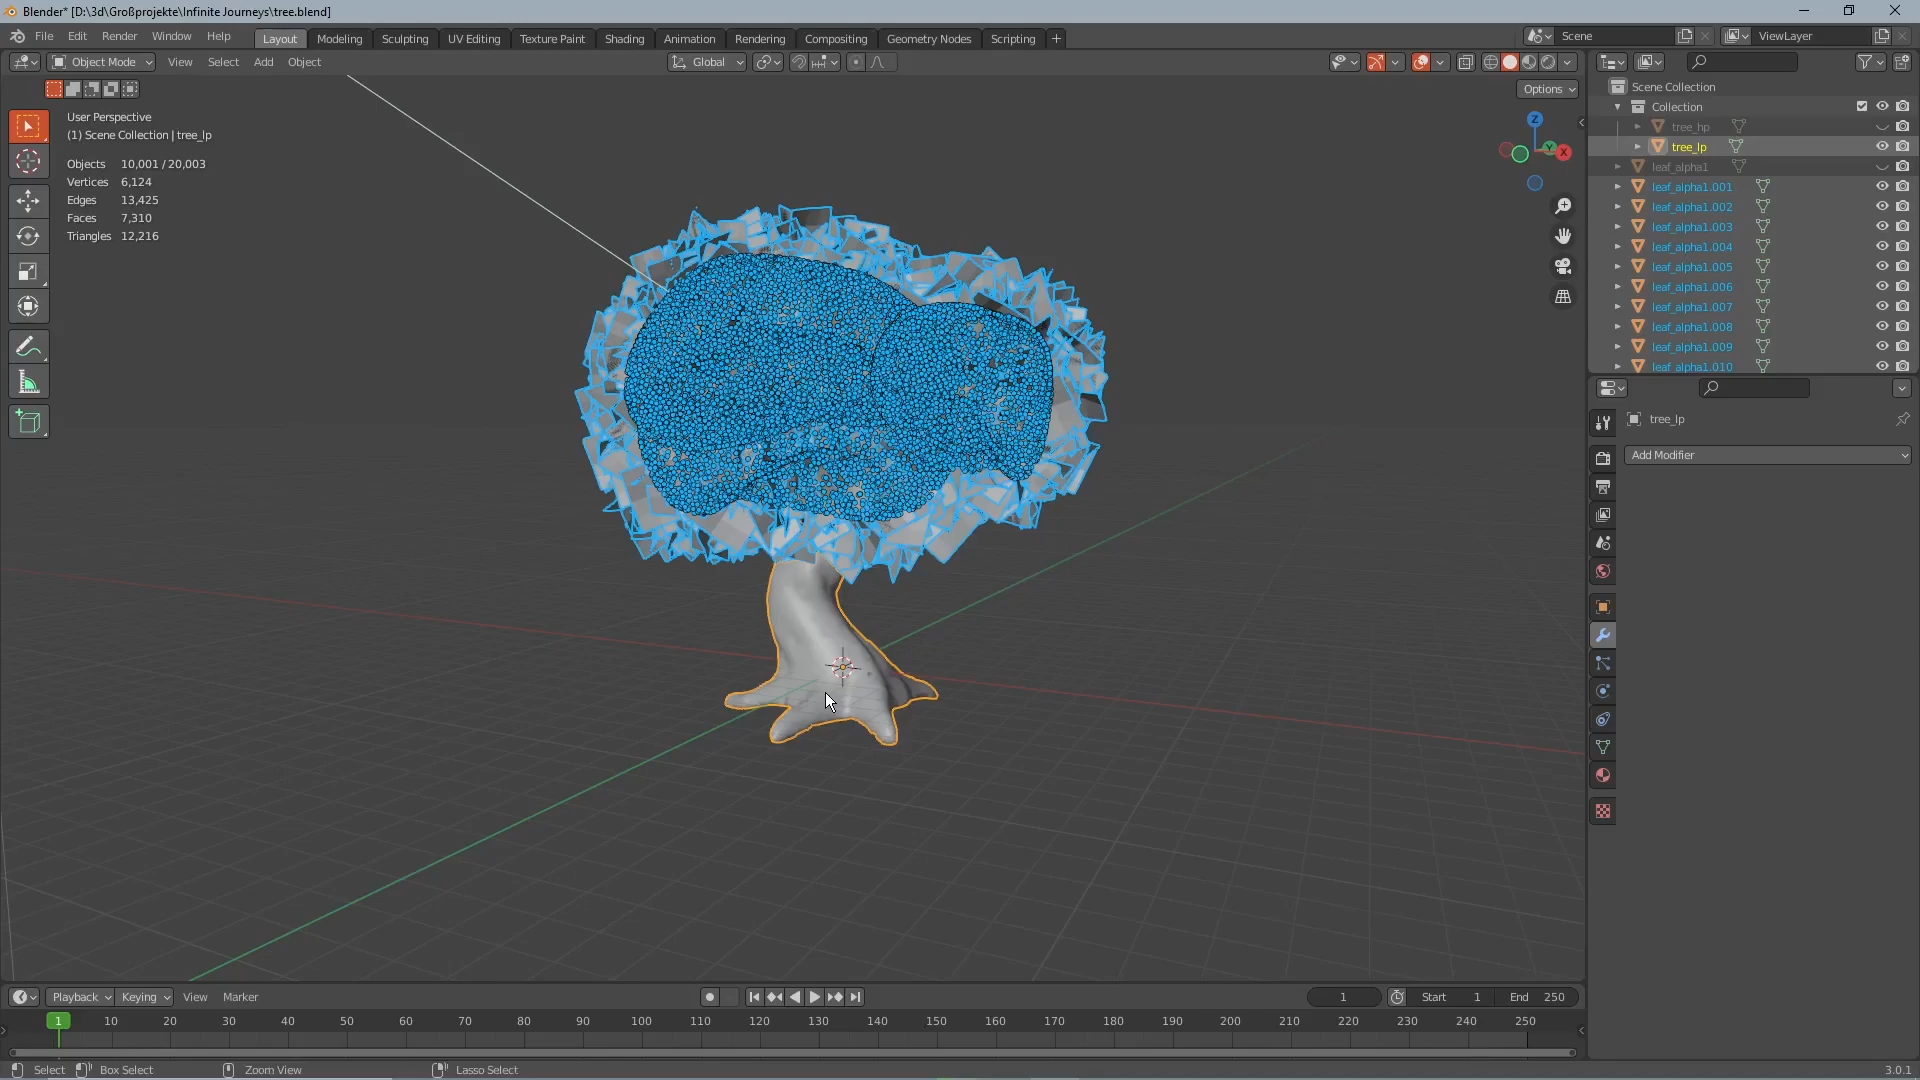 Blender* [D:\3d\Großprojekte\Infinite Journeys\tree.blend]
File Edit Render Window Help Layout Modeling Sculpting UV Editing Texture Paint Shading Animation Rendering Compositing Geometry Nodes Scripting + Scene ViewLayer
Object Mode View Select Add Object Global
Options
User Perspective
(1) Scene Collection | tree_lp
Objects 10,001 / 20,003
Vertices 6,124
Edges 13,425
Faces 7,310
Triangles 12,216
Z
Y
X
Scene Collection
Collection
tree_hp
tree_lp
leaf_alpha1
leaf_alpha1.001
leaf_alpha1.002
leaf_alpha1.003
leaf_alpha1.004
leaf_alpha1.005
leaf_alpha1.006
leaf_alpha1.007
leaf_alpha1.008
leaf_alpha1.009
leaf_alpha1.010
tree_lp
Add Modifier
Playback Keying View Marker 1 Start 1 End 250
1 10 20 30 40 50 60 70 80 90 100 110 120 130 140 150 160 170 180 190 200 210 220 230 240 250
Select Box Select Zoom View Lasso Select 3.0.1